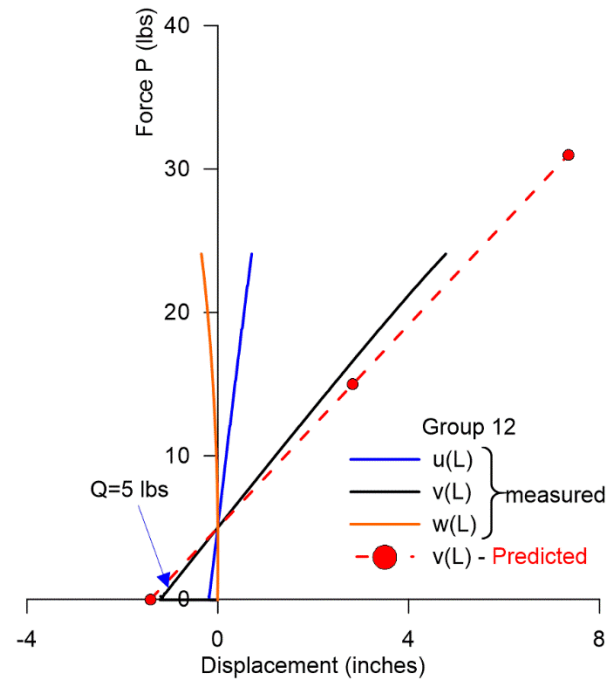 40
Force P (lbs)
30
20
10
0
Q=5 lbs
Group 12
u(L)
v(L)
measured
w(L)
v(L) - Predicted
-4
0
4
8
Displacement (inches)